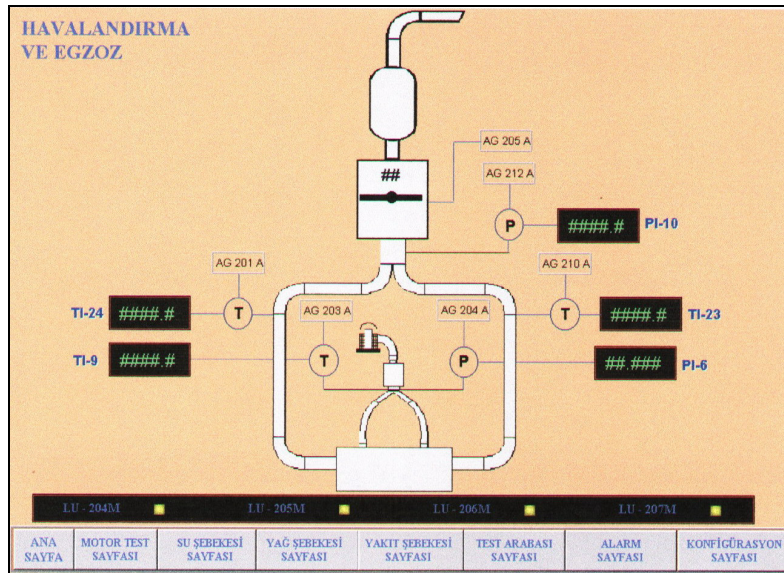 HAVALANDIRMA
VE EGZOZ
AG 205 A
##
AG 212 A
P
####.#
PI-10
AG 201 A
AG 210 A
TI-24
####.#
T
AG 203 A
AG 204 A
T
####.#
TI-23
TI-9
####.#
T
P
##.###
PI-6
LU - 204M
LU - 205M
LU - 206M
LU - 207M
ANA
SAYFA
MOTOR TEST
SAYFASI
SU ŞEBEKESİ
SAYFASI
YAĞ ŞEBEKESİ
SAYFASI
YAKIT ŞEBEKESİ
SAYFASI
TEST ARABASI
SAYFASI
ALARM
SAYFASI
KONFİGÜRASYON
SAYFASI